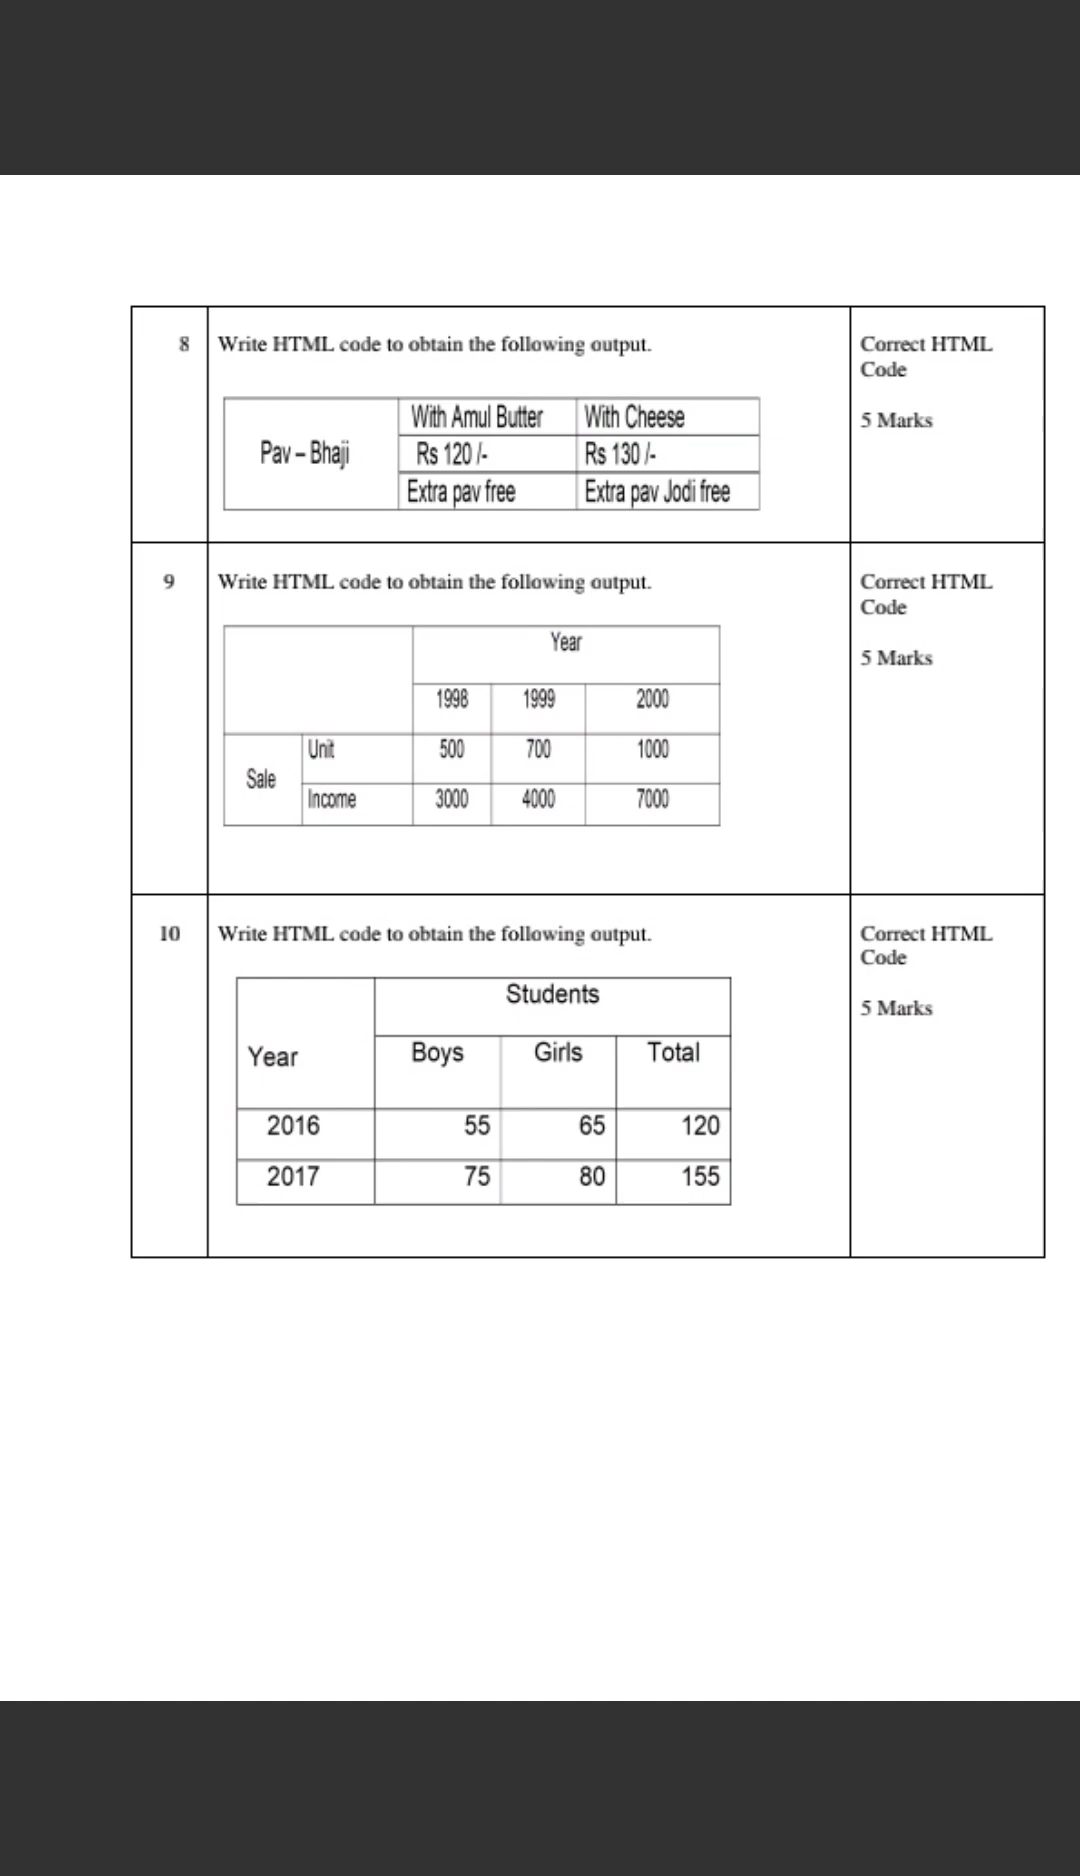 8 Write HTML code to obtain the following output. Correct HTML
Code
5 Marks
With Amul Butter With Cheese
Pav – Bhaji Rs 120 /- Rs 130 /-
Extra pav free Extra pav Jodi free
9 Write HTML code to obtain the following output. Correct HTML
Code
5 Marks
Year
1998 1999 2000
Sale Unit 500 700 1000
Income 3000 4000 7000
10 Write HTML code to obtain the following output. Correct HTML
Code
5 Marks
Students
Year Boys Girls Total
2016 55 65 120
2017 75 80 155